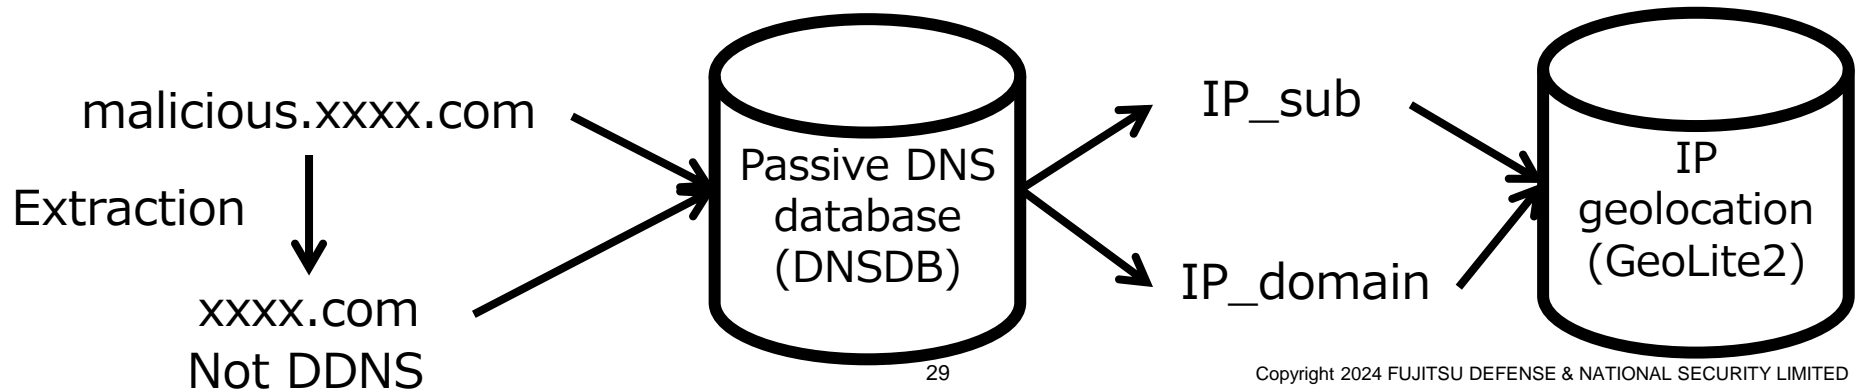 malicious.xxxx.com
Extraction
xxxx.com
Not DDNS
Passive DNS
database
(DNSDB)
IP_sub
IP_domain
IP
geolocation
(GeoLite2)
29
Copyright 2024 FUJITSU DEFENSE & NATIONAL SECURITY LIMITED